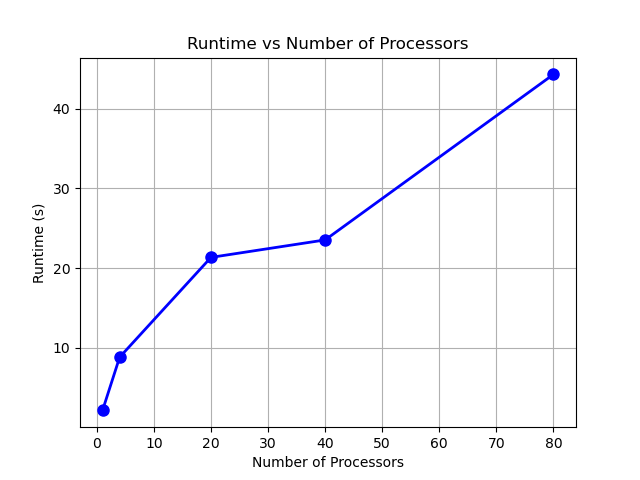 Runtime vs Number of Processors
Runtime (s)
40
30
20
10
0 10 20 30 40 50 60 70 80
Number of Processors